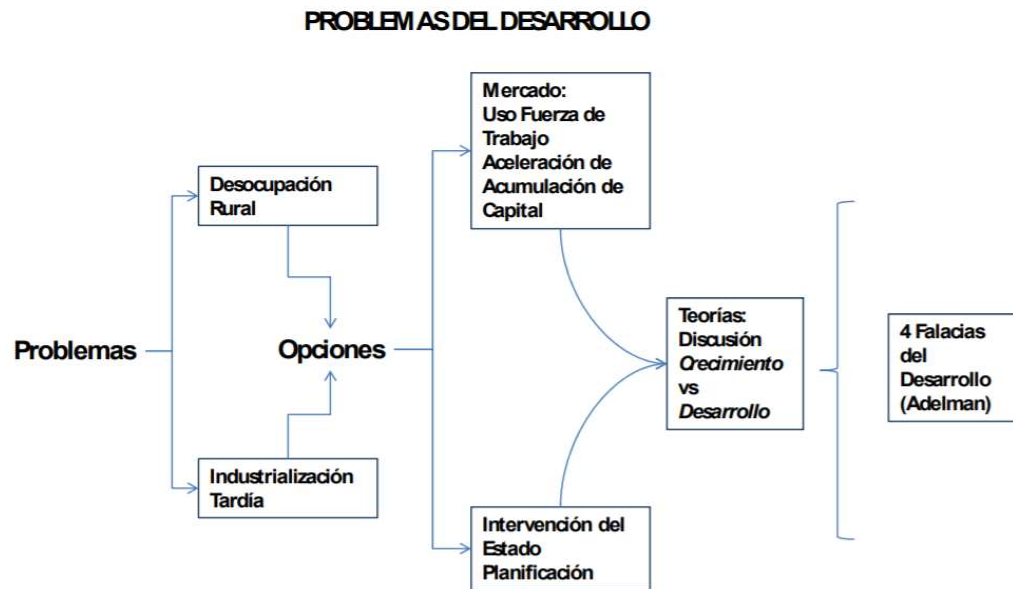 PROBLEMAS DEL DESARROLLO
Problemas
Desocupación
Rural
Industrialización
Tardía
Opciones
Mercado:
Uso Fuerza de
Trabajo
Aceleración de
Acumulación de
Capital
Intervención del
Estado
Planificación
Teorías:
Discusión
Crecimiento
vs
Desarrollo
4 Falacias
del
Desarrollo
(Adelman)